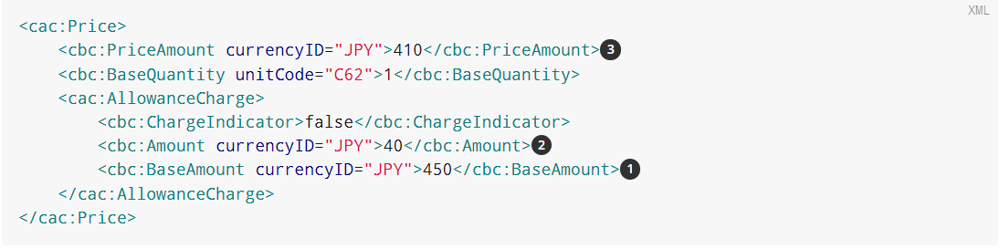 XML
<cac:Price>
    <cbc:PriceAmount currencyID="JPY">410</cbc:PriceAmount>3
    <cbc:BaseQuantity unitCode="C62">1</cbc:BaseQuantity>
    <cac:AllowanceCharge>
        <cbc:ChargeIndicator>false</cbc:ChargeIndicator>
        <cbc:Amount currencyID="JPY">40</cbc:Amount>2
        <cbc:BaseAmount currencyID="JPY">450</cbc:BaseAmount>1
    </cac:AllowanceCharge>
</cac:Price>